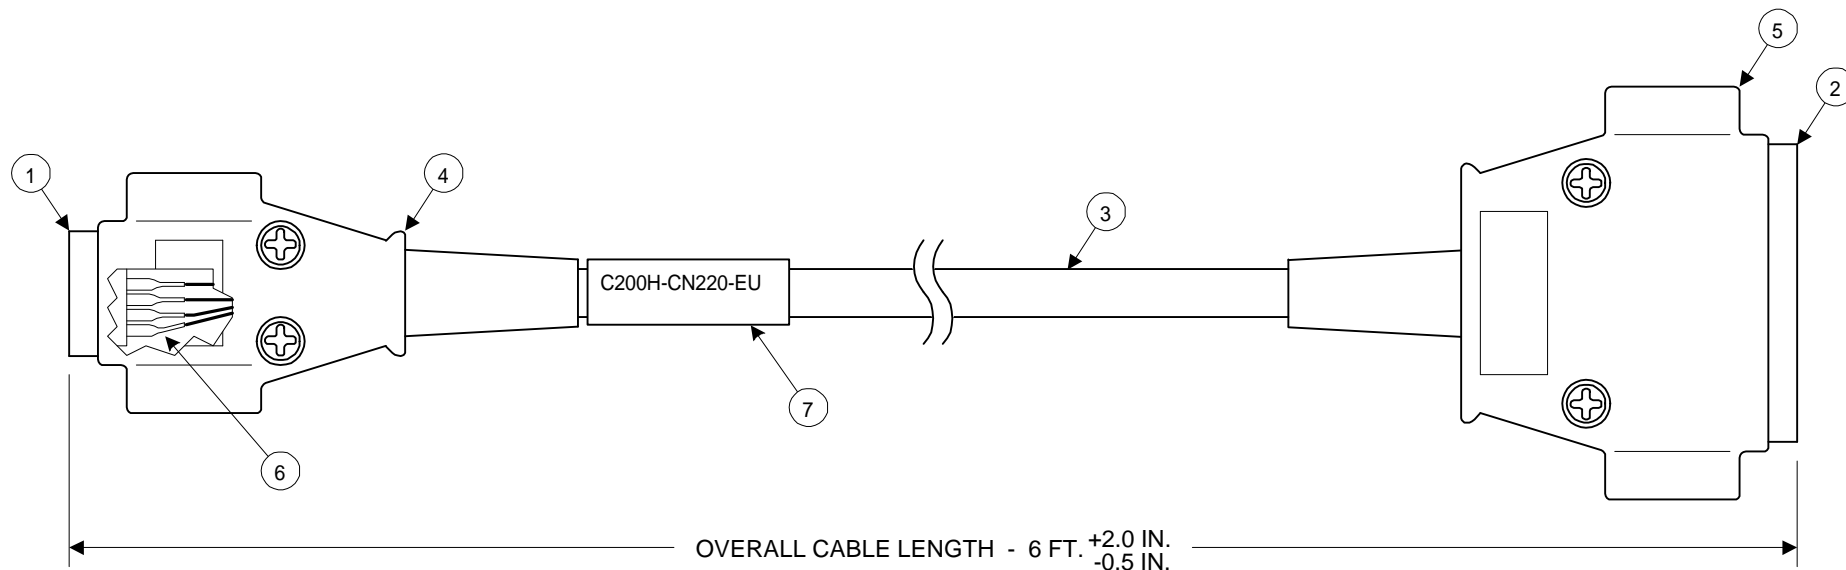 5
2
1
4
3
C200H-CN220-EU
7
6
OVERALL CABLE LENGTH - 6 FT. +2.0 IN.
-0.5 IN.